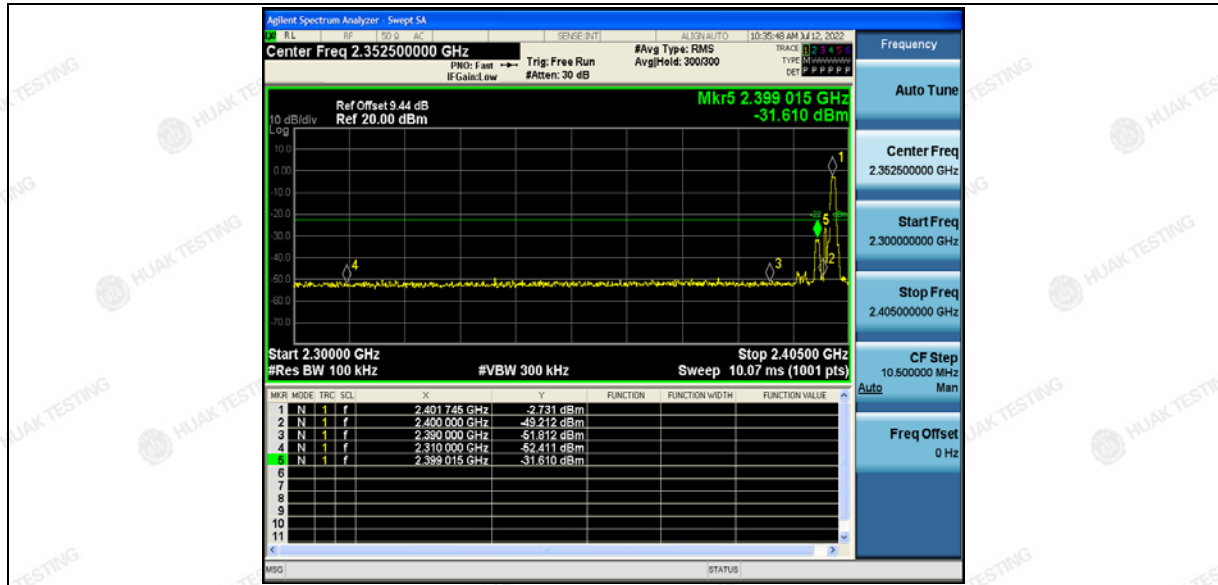 Agilent Spectrum Analyzer - Swept SA
RL RF 50 Ω AC SENSE:INT ALIGN AUTO 10:35:48 AM Jul 12, 2022
Center Freq 2.352500000 GHz
PNO: Fast
IFGain:Low
Trig: Free Run
#Atten: 30 dB
#Avg Type: RMS
Avg|Hold: 300/300
TRACE 1 2 3 4 5 6
TYPE M
DET P P P P P P
Ref Offset 9.44 dB
Ref 20.00 dBm
10 dB/div
Log
Mkr5 2.399 015 GHz
-31.610 dBm
10.0
0.00
-10.0
-20.0
-30.0
-40.0
-50.0
-60.0
-70.0
1
5
2
3
4
Start 2.30000 GHz
Stop 2.40500 GHz
#Res BW 100 kHz
#VBW 300 kHz
Sweep 10.07 ms (1001 pts)
MKR MODE TRC SCL X Y FUNCTION FUNCTION WIDTH FUNCTION VALUE
1 N 1 f 2.401 745 GHz -2.731 dBm
2 N 1 f 2.400 000 GHz -49.212 dBm
3 N 1 f 2.390 000 GHz -51.812 dBm
4 N 1 f 2.310 000 GHz -52.411 dBm
5 N 1 f 2.399 015 GHz -31.610 dBm
6
7
8
9
10
11
MSG
STATUS
Frequency
Auto Tune
Center Freq
2.352500000 GHz
Start Freq
2.300000000 GHz
Stop Freq
2.405000000 GHz
CF Step
10.500000 MHz
Auto Man
Freq Offset
0 Hz
HUAK TESTING
HUAK TESTING
HUAK TESTING
HUAK TESTING
HUAK TESTING